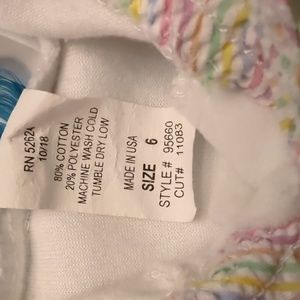 RN 52624
10/18
80% COTTON
20% POLYESTER
MACHINE WASH COLD
TUMBLE DRY LOW
MADE IN USA
SIZE 6
STYLE # 95660
CUT# 11083